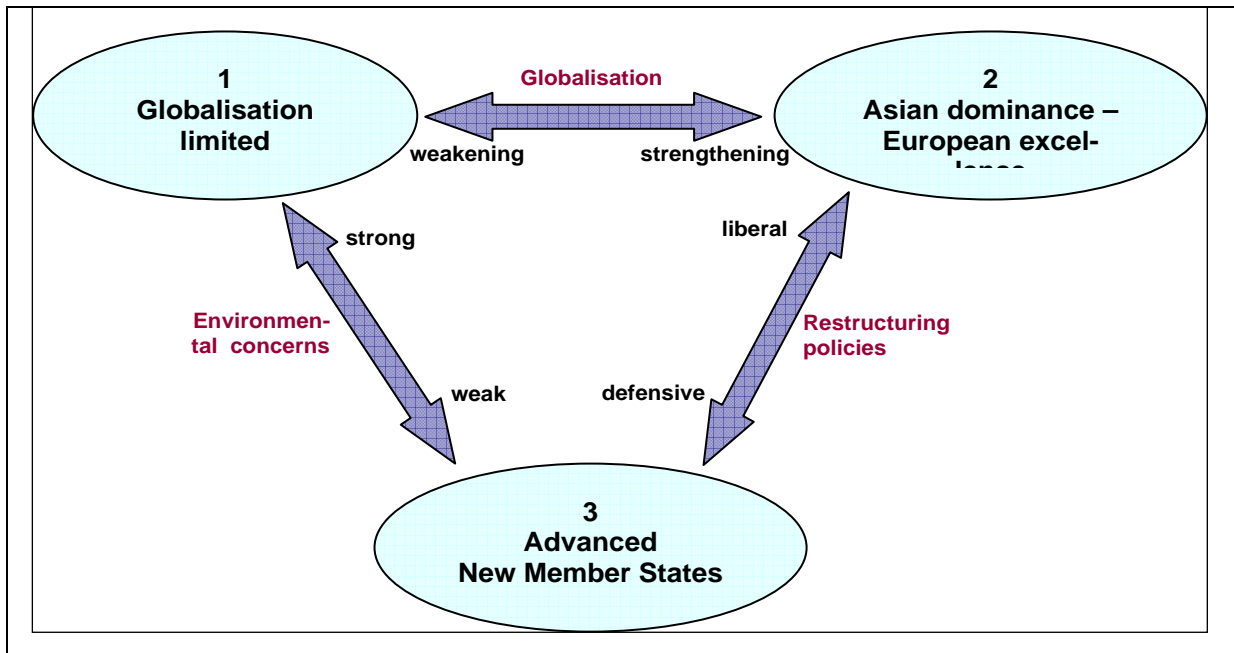 1
Globalisation
limited
Globalisation
weakening
strengthening
2
Asian dominance –
European excel-
strong
liberal
Environmen-
tal concerns
Restructuring
policies
weak
defensive
3
Advanced
New Member States